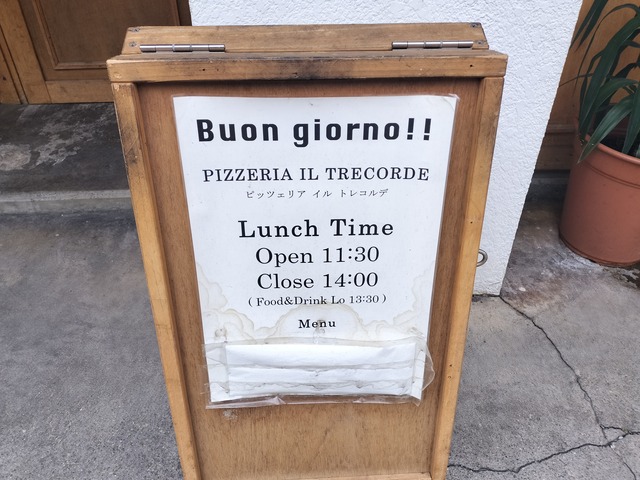 Buon giorno!!
PIZZERIA IL TRECORDE
ピッツェリア イル トレコルデ
Lunch Time
Open 11:30
Close 14:00
( Food&Drink Lo 13:30 )
Menu